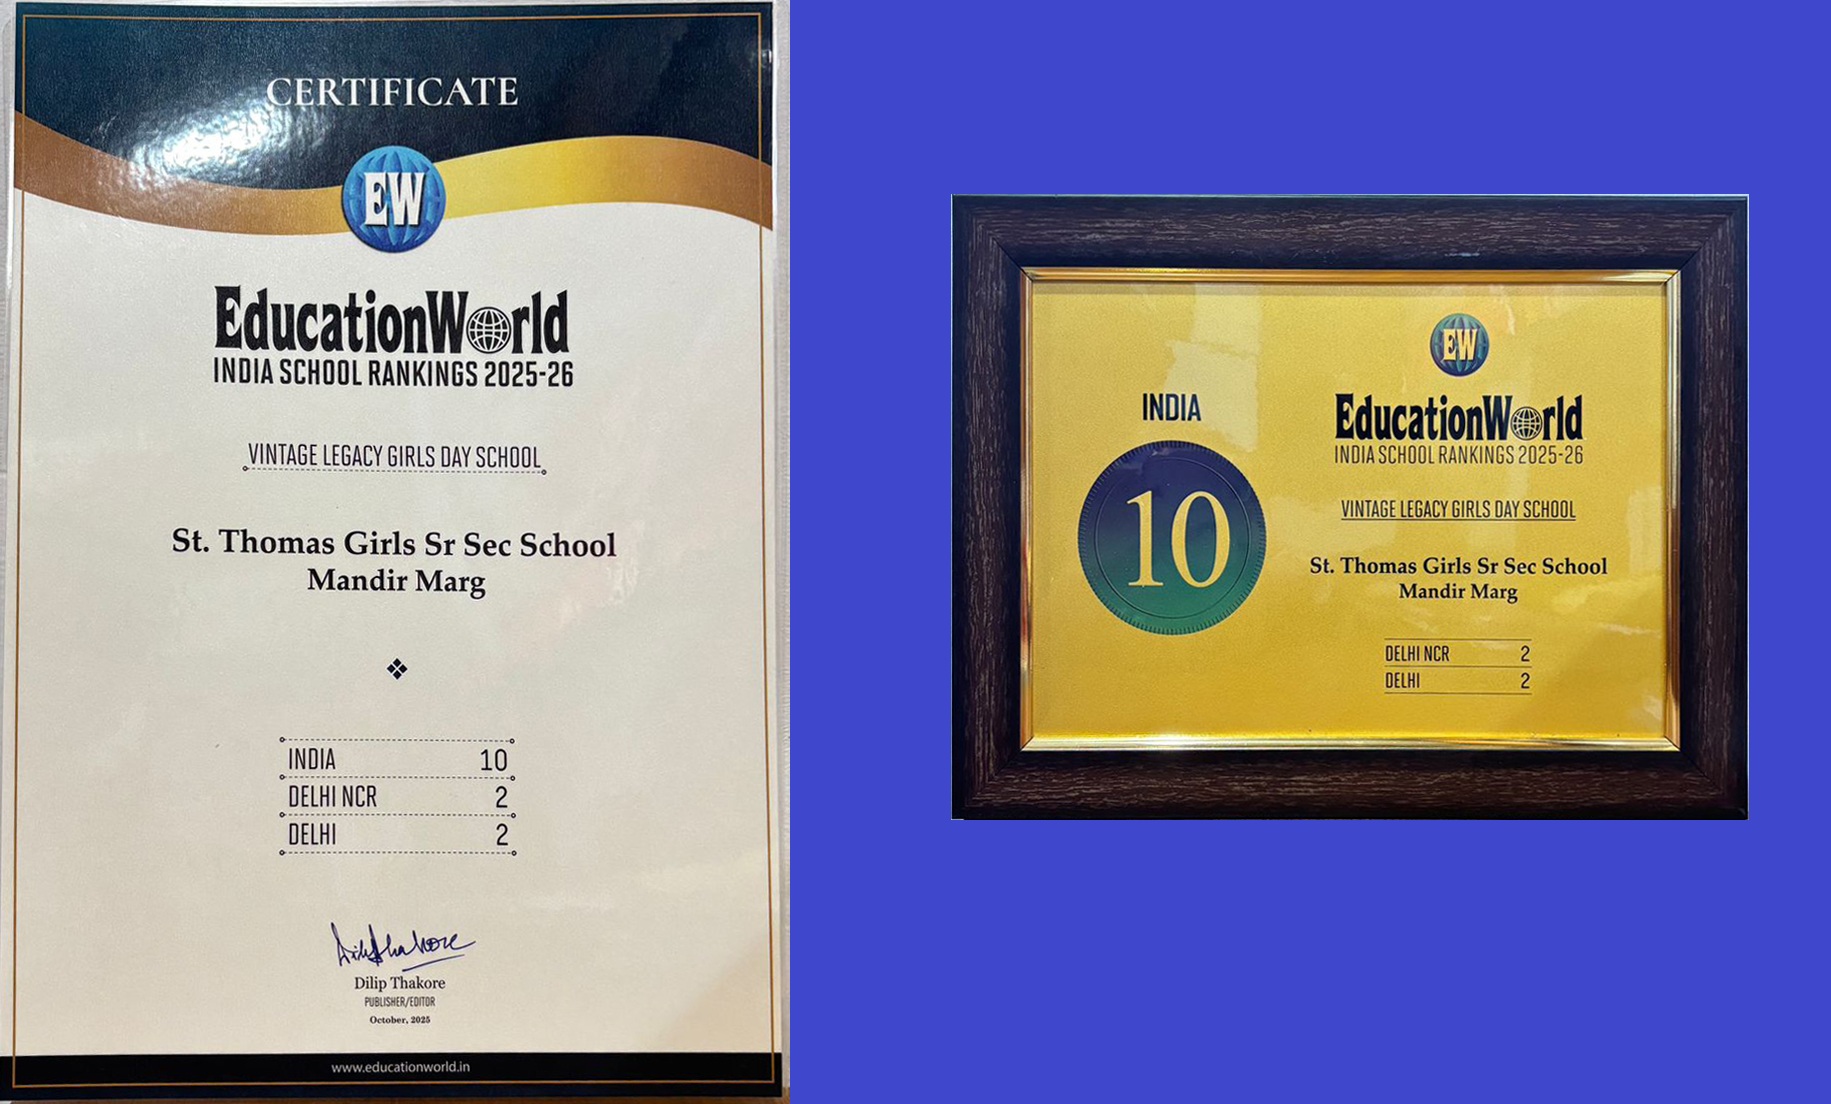 CERTIFICATE
EW
EducationWorld
INDIA SCHOOL RANKINGS 2025-26
VINTAGE LEGACY GIRLS DAY SCHOOL
St. Thomas Girls Sr Sec School
Mandir Marg
INDIA 10
DELHI NCR 2
DELHI 2
Dilip Thakore
Dilip Thakore
PUBLISHER/EDITOR
October, 2025
www.educationworld.in
INDIA
10
EW
EducationWorld
INDIA SCHOOL RANKINGS 2025-26
VINTAGE LEGACY GIRLS DAY SCHOOL
St. Thomas Girls Sr Sec School
Mandir Marg
DELHI NCR 2
DELHI 2